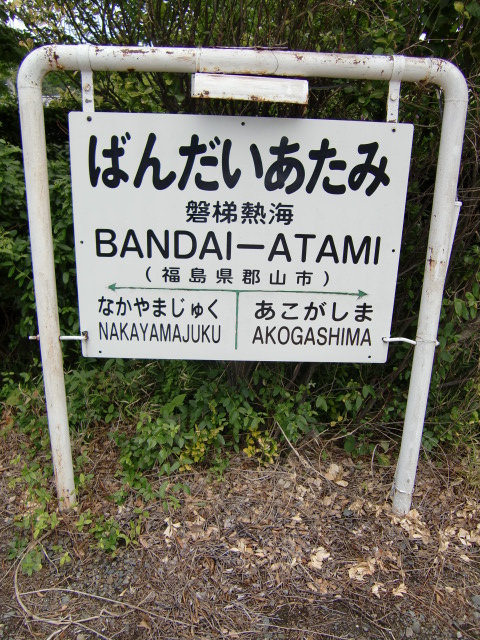 ばんだいあたみ
磐梯熱海
BANDAI－ATAMI
(福島県郡山市)
なかやまじゅく あこがしま
NAKAYAMAJUKU AKOGASHIMA